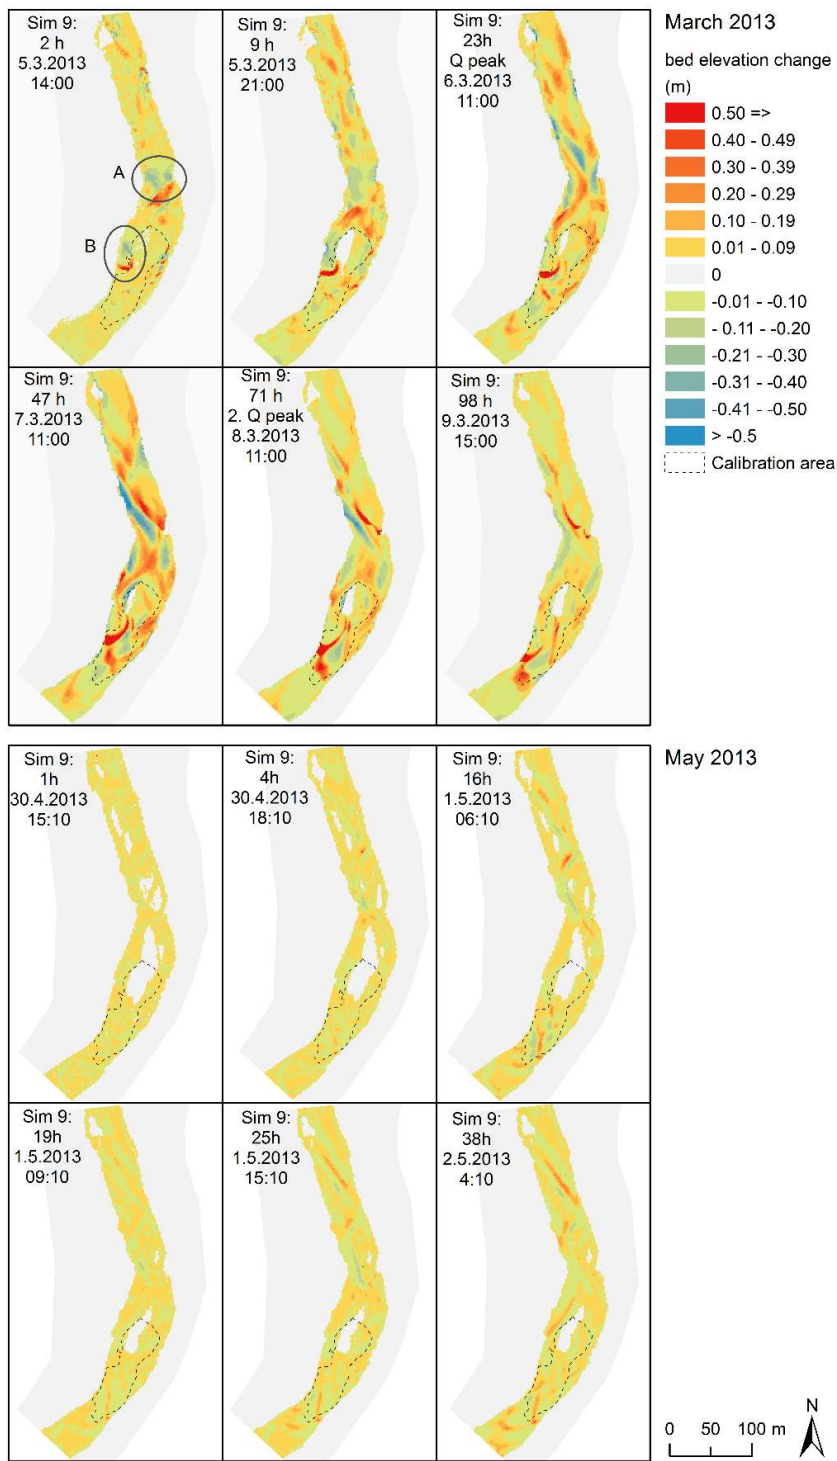 Sim 9:
2 h
5.3.2013
14:00
A
B
Sim 9:
9 h
5.3.2013
21:00
Sim 9:
23h
Q peak
6.3.2013
11:00
Sim 9:
47 h
7.3.2013
11:00
Sim 9:
71 h
2. Q peak
8.3.2013
11:00
Sim 9:
98 h
9.3.2013
15:00
March 2013
bed elevation change
(m)
0.50 =>
0.40 - 0.49
0.30 - 0.39
0.20 - 0.29
0.10 - 0.19
0.01 - 0.09
0
-0.01 - -0.10
- 0.11 - -0.20
-0.21 - -0.30
-0.31 - -0.40
-0.41 - -0.50
> -0.5
Calibration area
Sim 9:
1h
30.4.2013
15:10
Sim 9:
4h
30.4.2013
18:10
Sim 9:
16h
1.5.2013
06:10
Sim 9:
19h
1.5.2013
09:10
Sim 9:
25h
1.5.2013
15:10
Sim 9:
38h
2.5.2013
4:10
May 2013
N
0 50 100 m